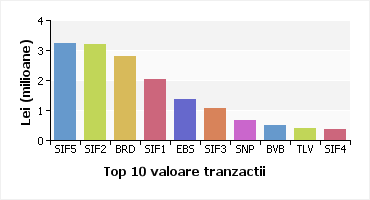 Lei (milioane)
4
3
2
1
0
SIF5 SIF2 BRD SIF1 EBS SIF3 SNP BVB TLV SIF4
Top 10 valoare tranzactii